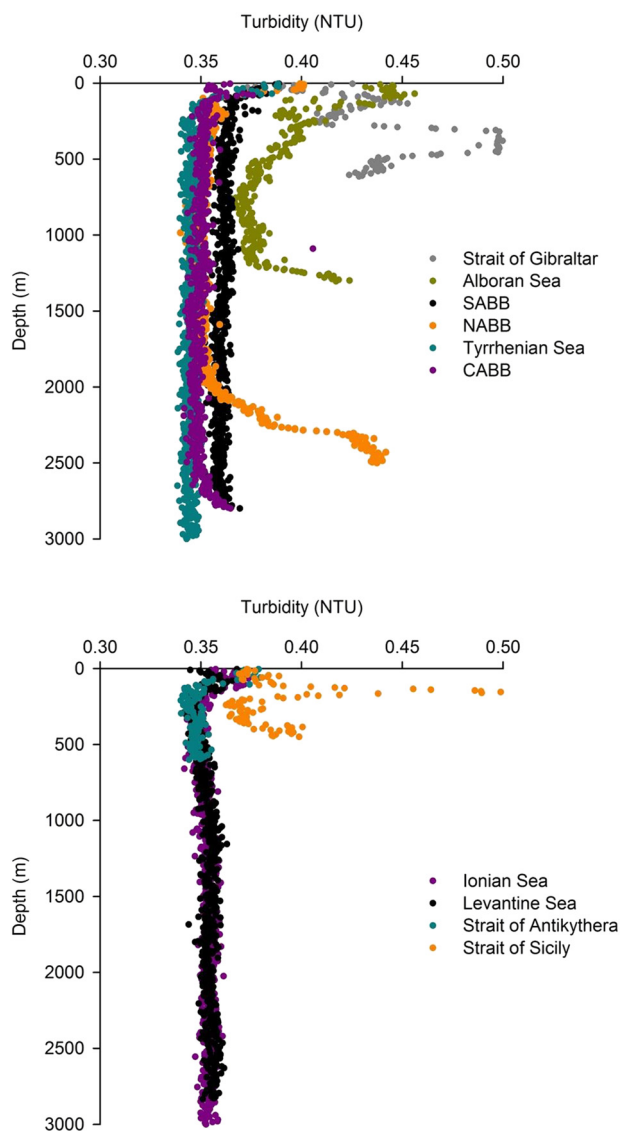 Turbidity (NTU)
0.30 0.35 0.40 0.45 0.50
0
500
1000
1500
2000
2500
3000
Depth (m)
Strait of Gibraltar
Alboran Sea
SABB
NABB
Tyrrhenian Sea
CABB
Turbidity (NTU)
0.30 0.35 0.40 0.45 0.50
0
500
1000
1500
2000
2500
3000
Depth (m)
Ionian Sea
Levantine Sea
Strait of Antikythera
Strait of Sicily